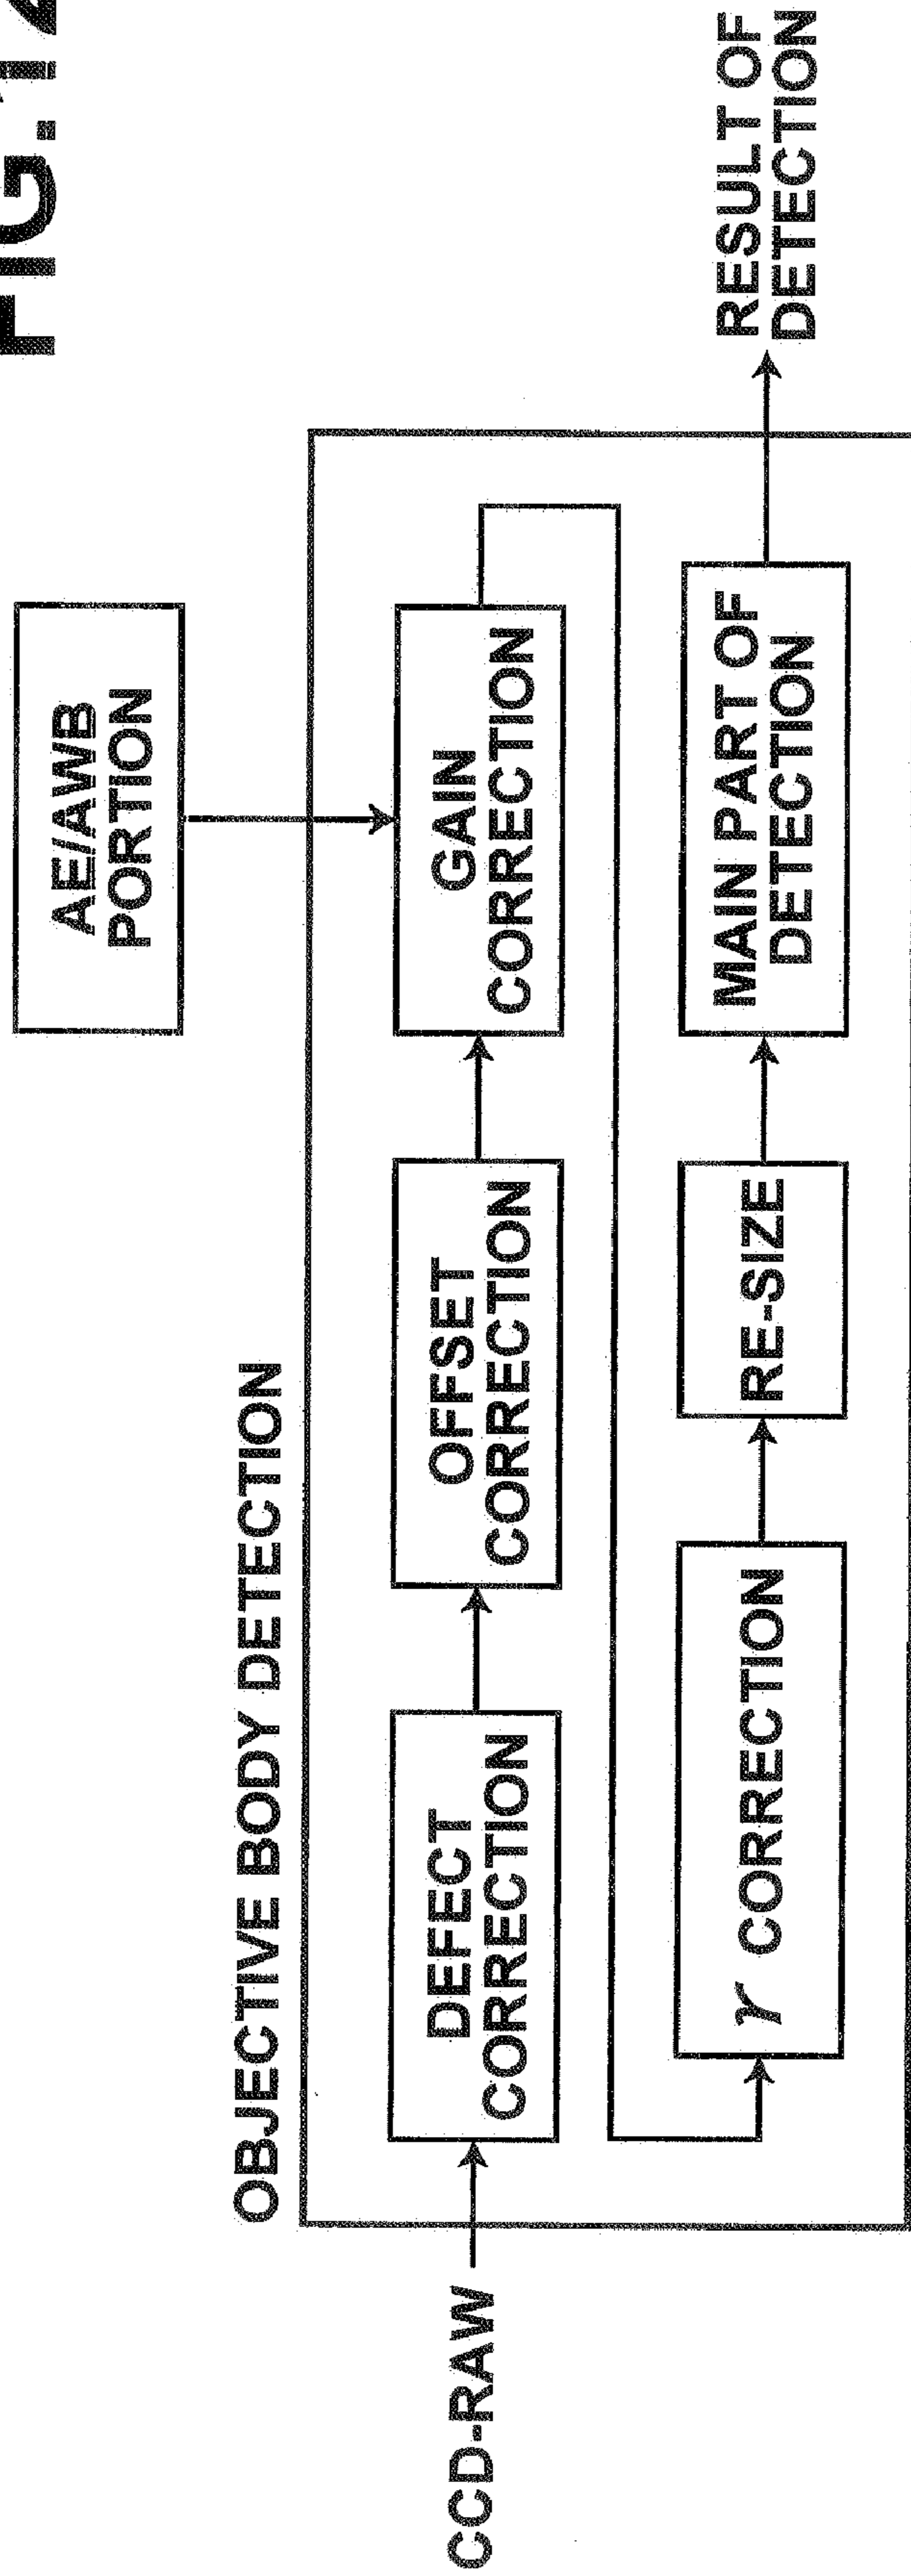 FIG.12
AE/AWB
PORTION
OBJECTIVE BODY DETECTION
CCD-RAW
DEFECT
CORRECTION
OFFSET
CORRECTION
GAIN
CORRECTION
γ CORRECTION
RE-SIZE
MAIN PART OF
DETECTION
RESULT OF
DETECTION